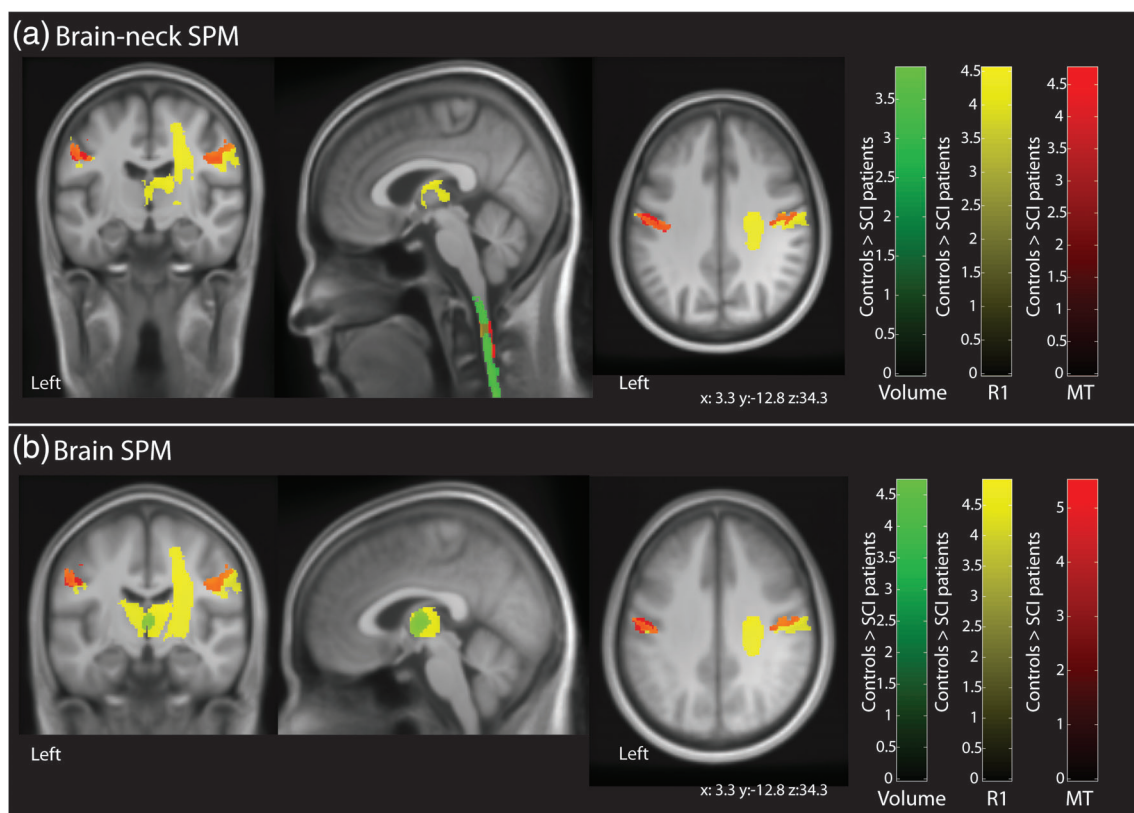 (a) Brain-neck SPM
Left
Left
x: 3.3 y:-12.8 z:34.3
Controls > SCI patients
3.5
3
2.5
2
1.5
1
0.5
0
Volume
Controls > SCI patients
4.5
4
3.5
3
2.5
2
1.5
1
0.5
0
R1
Controls > SCI patients
4.5
4
3.5
3
2.5
2
1.5
1
0.5
0
MT
(b) Brain SPM
Left
Left
x: 3.3 y:-12.8 z:34.3
Controls > SCI patients
4.5
4
3.5
3
2.5
2
1.5
1
0.5
0
Volume
Controls > SCI patients
4.5
4
3.5
3
2.5
2
1.5
1
0.5
0
R1
Controls > SCI patients
5
4
3
2
1
0
MT